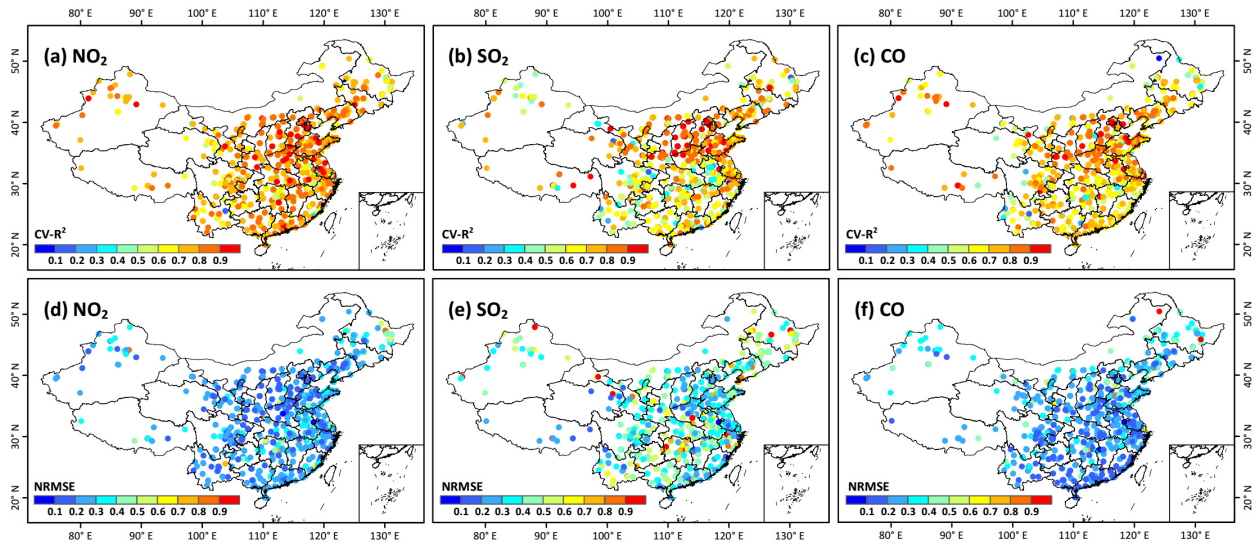 80° E 90° E 100° E 110° E 120° E 130° E 80° E 90° E 100° E 110° E 120° E 130° E 80° E 90° E 100° E 110° E 120° E 130° E
(a) NO₂ (b) SO₂ (c) CO
50° N 50° N
40° N 40° N
30° N 30° N
20° N 20° N
CV-R² CV-R² CV-R²
0.1 0.2 0.3 0.4 0.5 0.6 0.7 0.8 0.9 0.1 0.2 0.3 0.4 0.5 0.6 0.7 0.8 0.9 0.1 0.2 0.3 0.4 0.5 0.6 0.7 0.8 0.9
(d) NO₂ (e) SO₂ (f) CO
50° N 50° N
40° N 40° N
30° N 30° N
20° N 20° N
NRMSE NRMSE NRMSE
0.1 0.2 0.3 0.4 0.5 0.6 0.7 0.8 0.9 0.1 0.2 0.3 0.4 0.5 0.6 0.7 0.8 0.9 0.1 0.2 0.3 0.4 0.5 0.6 0.7 0.8 0.9
80° E 90° E 100° E 110° E 120° E 130° E 80° E 90° E 100° E 110° E 120° E 130° E 80° E 90° E 100° E 110° E 120° E 130° E